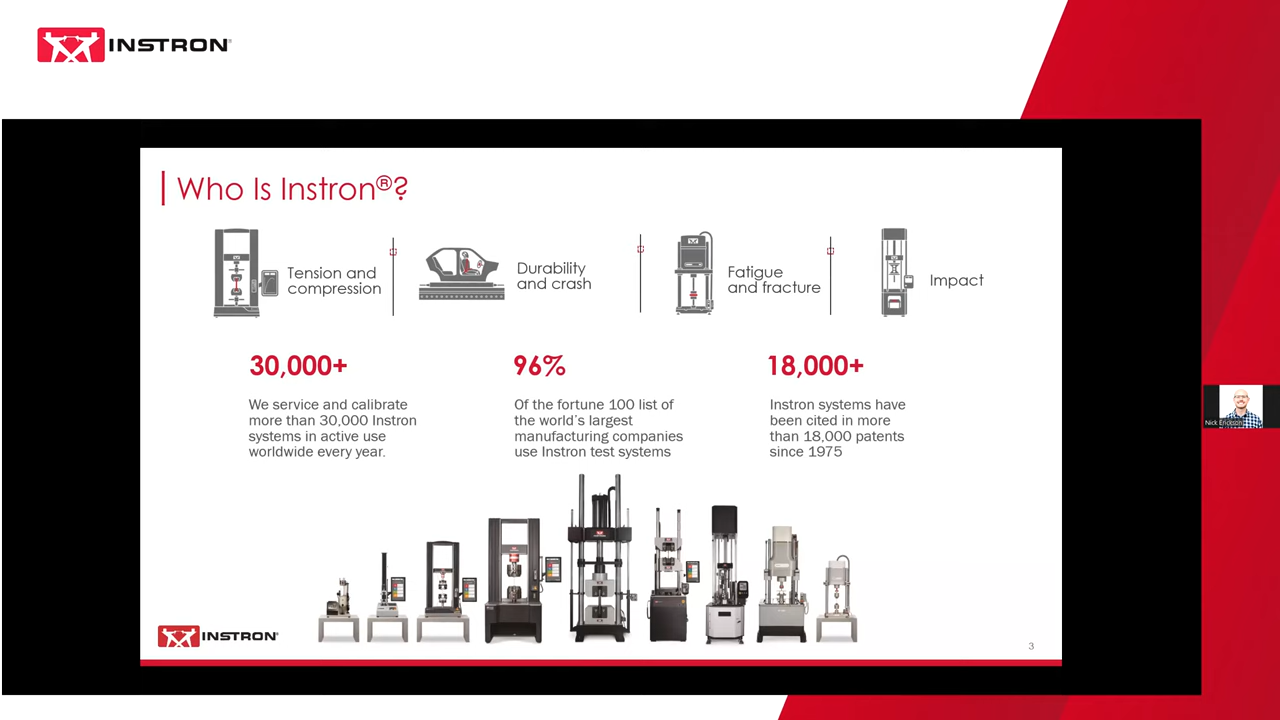 INSTRON®
Who Is Instron®?
Tension and
compression
Durability
and crash
Fatigue
and fracture
Impact
30,000+
96%
18,000+
We service and calibrate
more than 30,000 Instron
systems in active use
worldwide every year.
Of the fortune 100 list of
the world's largest
manufacturing companies
use Instron test systems
Instron systems have
been cited in more
than 18,000 patents
since 1975
Nick Erickson
INSTRON®
3